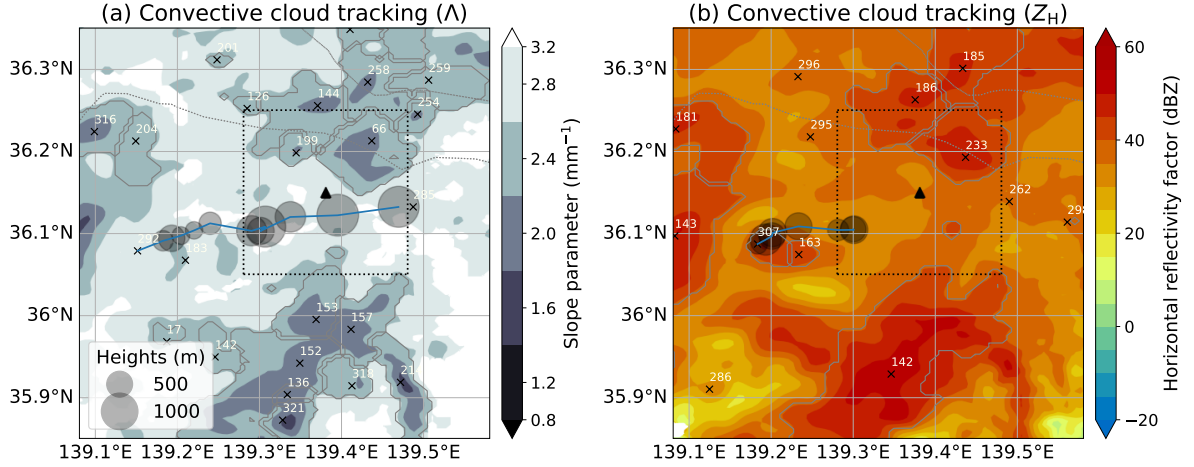 (a) Convective cloud tracking (Λ)
36.3°N
36.2°N
36.1°N
36°N
35.9°N
139.1°E 139.2°E 139.3°E 139.4°E 139.5°E
201
259
258
126
144
254
316
204
199
66
285
292
183
153
157
17
142
152
136
318
21
321
Heights (m)
500
1000
3.2
2.8
2.4
2.0
1.6
1.2
0.8
Slope parameter (mm⁻¹)
(b) Convective cloud tracking (Z_H)
36.3°N
36.2°N
36.1°N
36°N
35.9°N
139.1°E 139.2°E 139.3°E 139.4°E 139.5°E
185
296
186
181
295
233
262
298
143
307
163
142
286
60
40
20
0
−20
Horizontal reflectivity factor (dBZ)